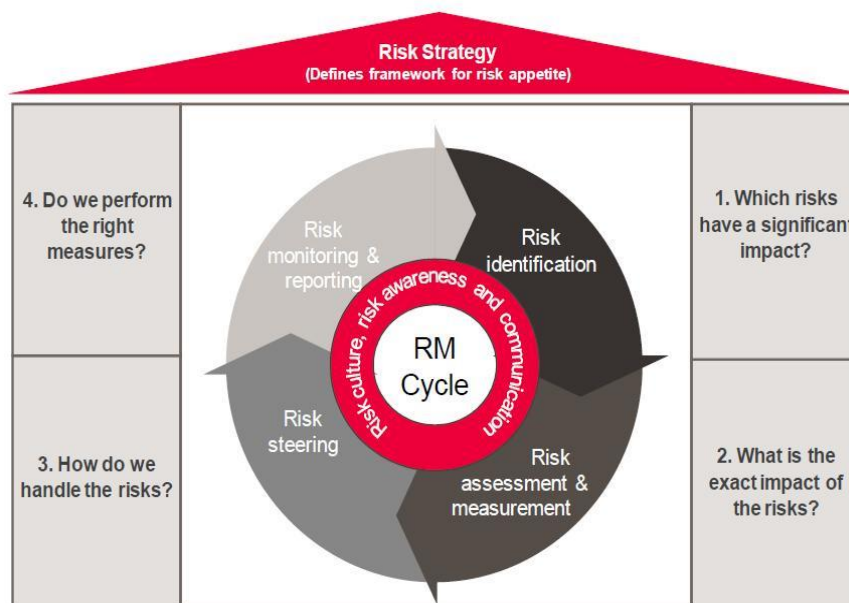 Risk Strategy
(Defines framework for risk appetite)
4. Do we perform
the right
measures?
1. Which risks
have a significant
impact?
Risk
monitoring &
reporting
Risk
identification
Risk culture, risk awareness and communication
RM
Cycle
Risk
steering
Risk
assessment &
measurement
3. How do we
handle the risks?
2. What is the
exact impact of
the risks?